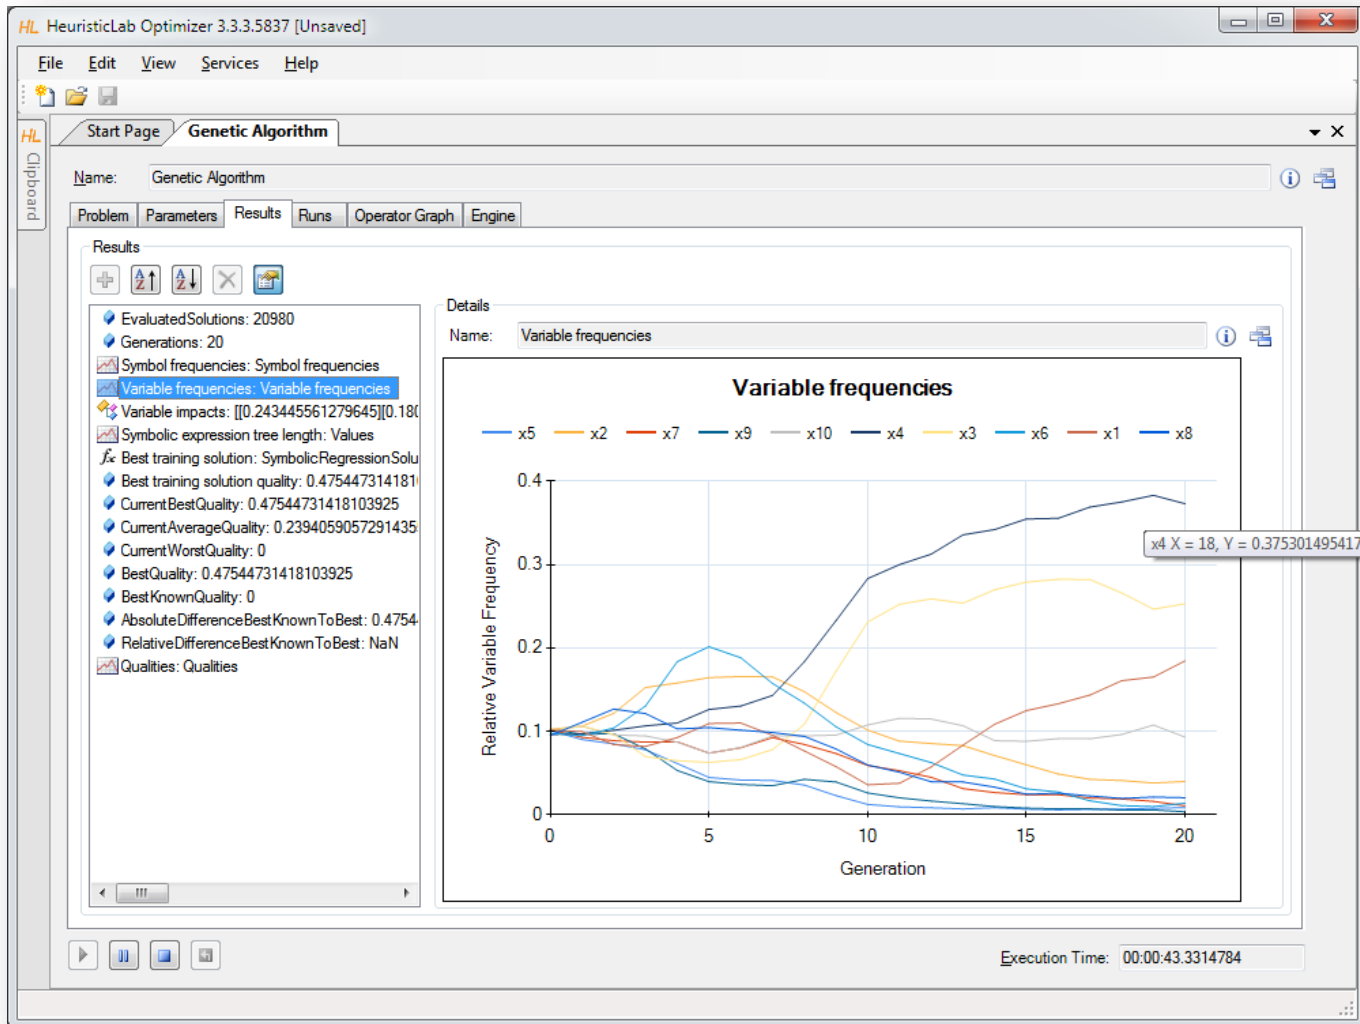 HL HeuristicLab Optimizer 3.3.3.5837 [Unsaved]
File Edit View Services Help
HL Clipboard
Start Page Genetic Algorithm
Name: Genetic Algorithm
Problem Parameters Results Runs Operator Graph Engine
Results
EvaluatedSolutions: 20980
Generations: 20
Symbol frequencies: Symbol frequencies
Variable frequencies: Variable frequencies
Variable impacts: [[0.243445561279645][0.180
Symbolic expression tree length: Values
Best training solution: SymbolicRegressionSolu
Best training solution quality: 0.4754473141810
CurrentBestQuality: 0.47544731418103925
CurrentAverageQuality: 0.2394059057291435
CurrentWorstQuality: 0
BestQuality: 0.47544731418103925
BestKnownQuality: 0
AbsoluteDifferenceBestKnownToBest: 0.4754
RelativeDifferenceBestKnownToBest: NaN
Qualities: Qualities
Details
Name: Variable frequencies
Variable frequencies
x5 x2 x7 x9 x10 x4 x3 x6 x1 x8
Relative Variable Frequency
0.4
0.3
0.2
0.1
0
x4 X = 18, Y = 0.375301495417
0 5 10 15 20
Generation
Execution Time: 00:00:43.3314784